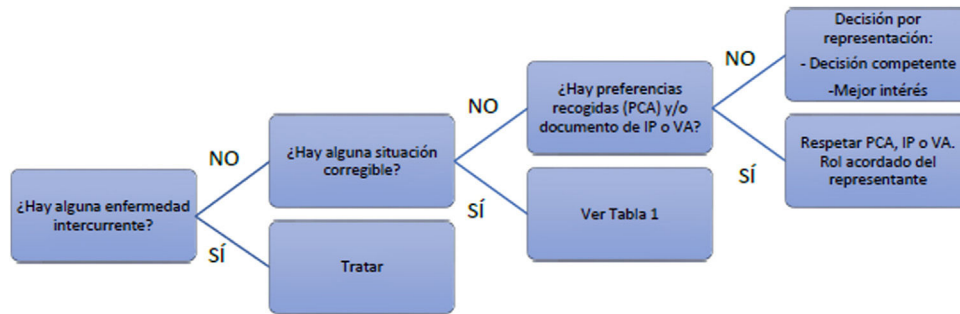 ¿Hay alguna enfermedad
intercurrente?
NO
SÍ
¿Hay alguna situación
corregible?
Tratar
NO
SÍ
¿Hay preferencias
recogidas (PCA) y/o
documento de IP o VA?
Ver Tabla 1
NO
SÍ
Decisión por
representación:
- Decisión competente
-Mejor interés
Respetar PCA, IP o VA.
Rol acordado del
representante